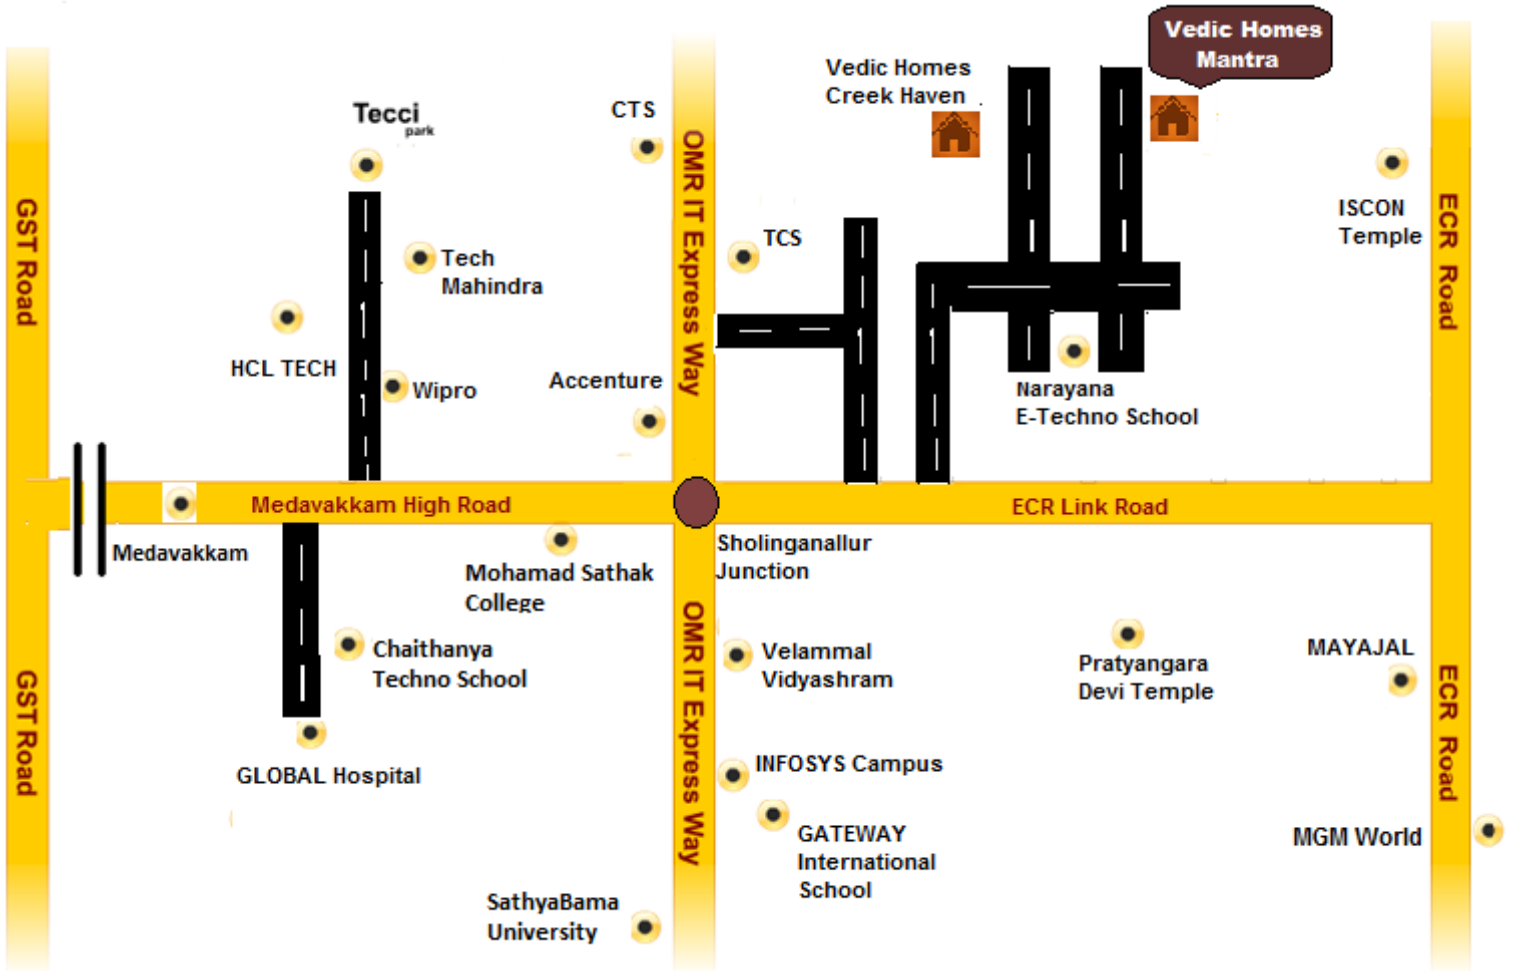 Vedic Homes
Mantra
Vedic Homes
Creek Haven
Tecci
park
CTS
OMR IT Express Way
GST Road
ECR Road
ISCON
Temple
TCS
Tech
Mahindra
HCL TECH
Wipro
Accenture
Narayana
E-Techno School
Medavakkam High Road
ECR Link Road
Medavakkam
Sholinganallur
Junction
Mohamad Sathak
College
OMR IT Express Way
GST Road
ECR Road
Chaithanya
Techno School
Velammal
Vidyashram
Pratyangara
Devi Temple
MAYAJAL
GLOBAL Hospital
INFOSYS Campus
GATEWAY
International
School
MGM World
SathyaBama
University